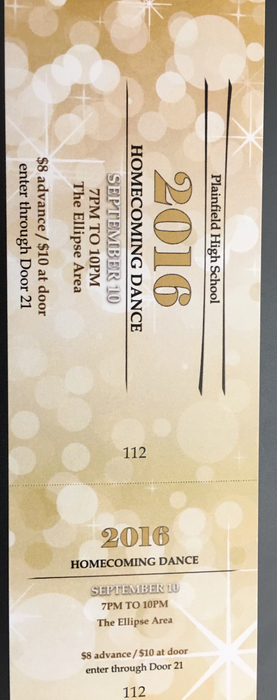 Plainfield High School
2016
HOMECOMING DANCE
SEPTEMBER 10
7PM TO 10PM
The Ellipse Area
$8 advance / $10 at door
enter through Door 21
112
2016
HOMECOMING DANCE
SEPTEMBER 10
7PM TO 10PM
The Ellipse Area
$8 advance / $10 at door
enter through Door 21
112